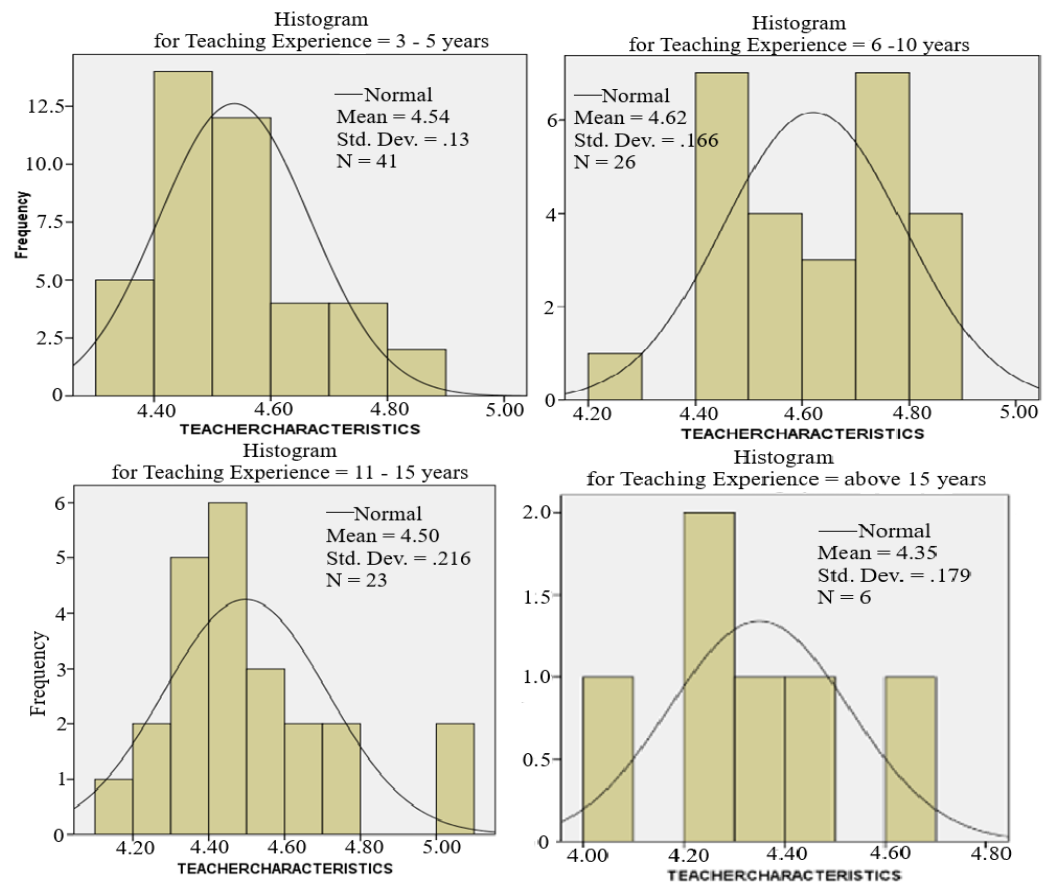 Histogram
for Teaching Experience = 3 - 5 years
Normal
Mean = 4.54
Std. Dev. = .13
N = 41
Frequency
12.5
10.0
7.5
5.0
2.5
0
4.40 4.60 4.80 5.00
TEACHERCHARACTERISTICS
Histogram
for Teaching Experience = 6 -10 years
Normal
Mean = 4.62
Std. Dev. = .166
N = 26
6
4
2
0
4.20 4.40 4.60 4.80 5.00
TEACHERCHARACTERISTICS
Histogram
for Teaching Experience = 11 - 15 years
Normal
Mean = 4.50
Std. Dev. = .216
N = 23
Frequency
6
5
4
3
2
1
0
4.20 4.40 4.60 4.80 5.00
TEACHERCHARACTERISTICS
Histogram
for Teaching Experience = above 15 years
Normal
Mean = 4.35
Std. Dev. = .179
N = 6
2.0
1.5
1.0
0.5
0
4.00 4.20 4.40 4.60 4.80
TEACHERCHARACTERISTICS